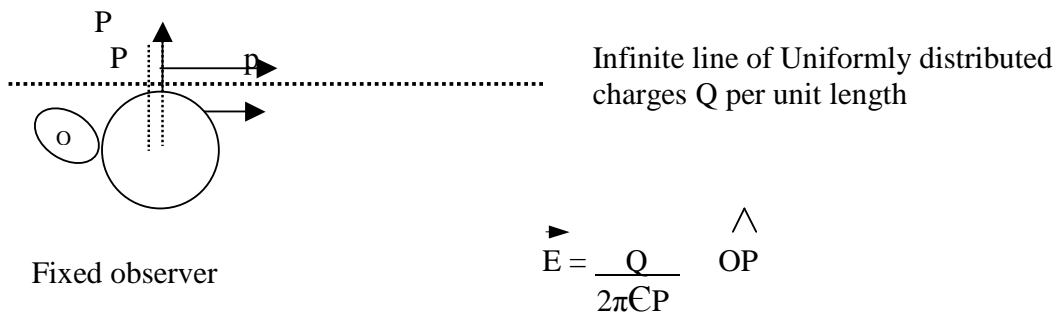 P
P p
Infinite line of Uniformly distributed
charges Q per unit length
O
Fixed observer
E = Q OP
2πЄP